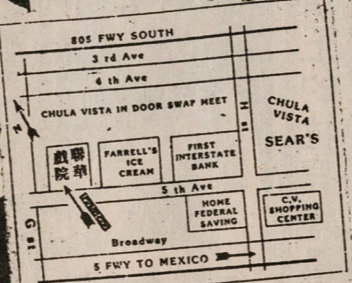 805 FWY SOUTH
3 rd Ave
4 th Ave
CHULA VISTA IN DOOR SWAP MEET
H st
CHULA
VISTA
SEAR'S
N
戲聯
院華
FARRELL'S
ICE
CREAM
FIRST
INTERSTATE
BANK
5 th Ave
G st
HOME
FEDERAL
SAVING
C.V.
SHOPPING
CENTER
Broadway
5 FWY TO MEXICO